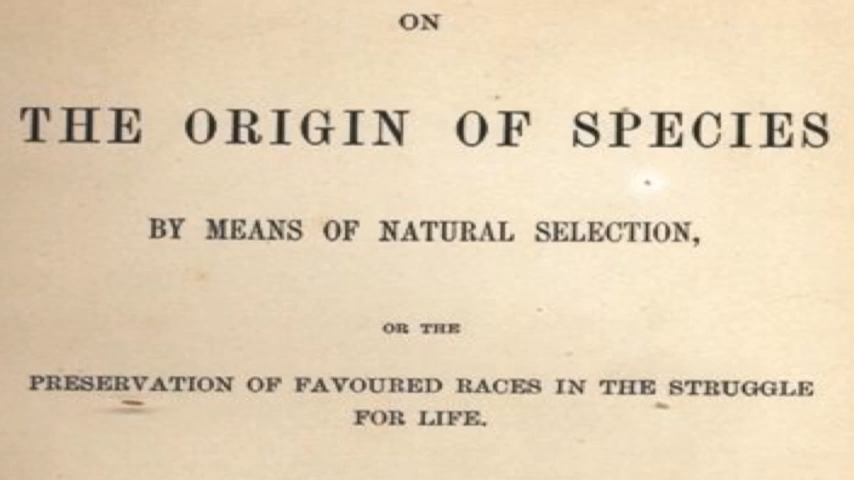 ON
THE ORIGIN OF SPECIES
BY MEANS OF NATURAL SELECTION,
OR THE
PRESERVATION OF FAVOURED RACES IN THE STRUGGLE
FOR LIFE.